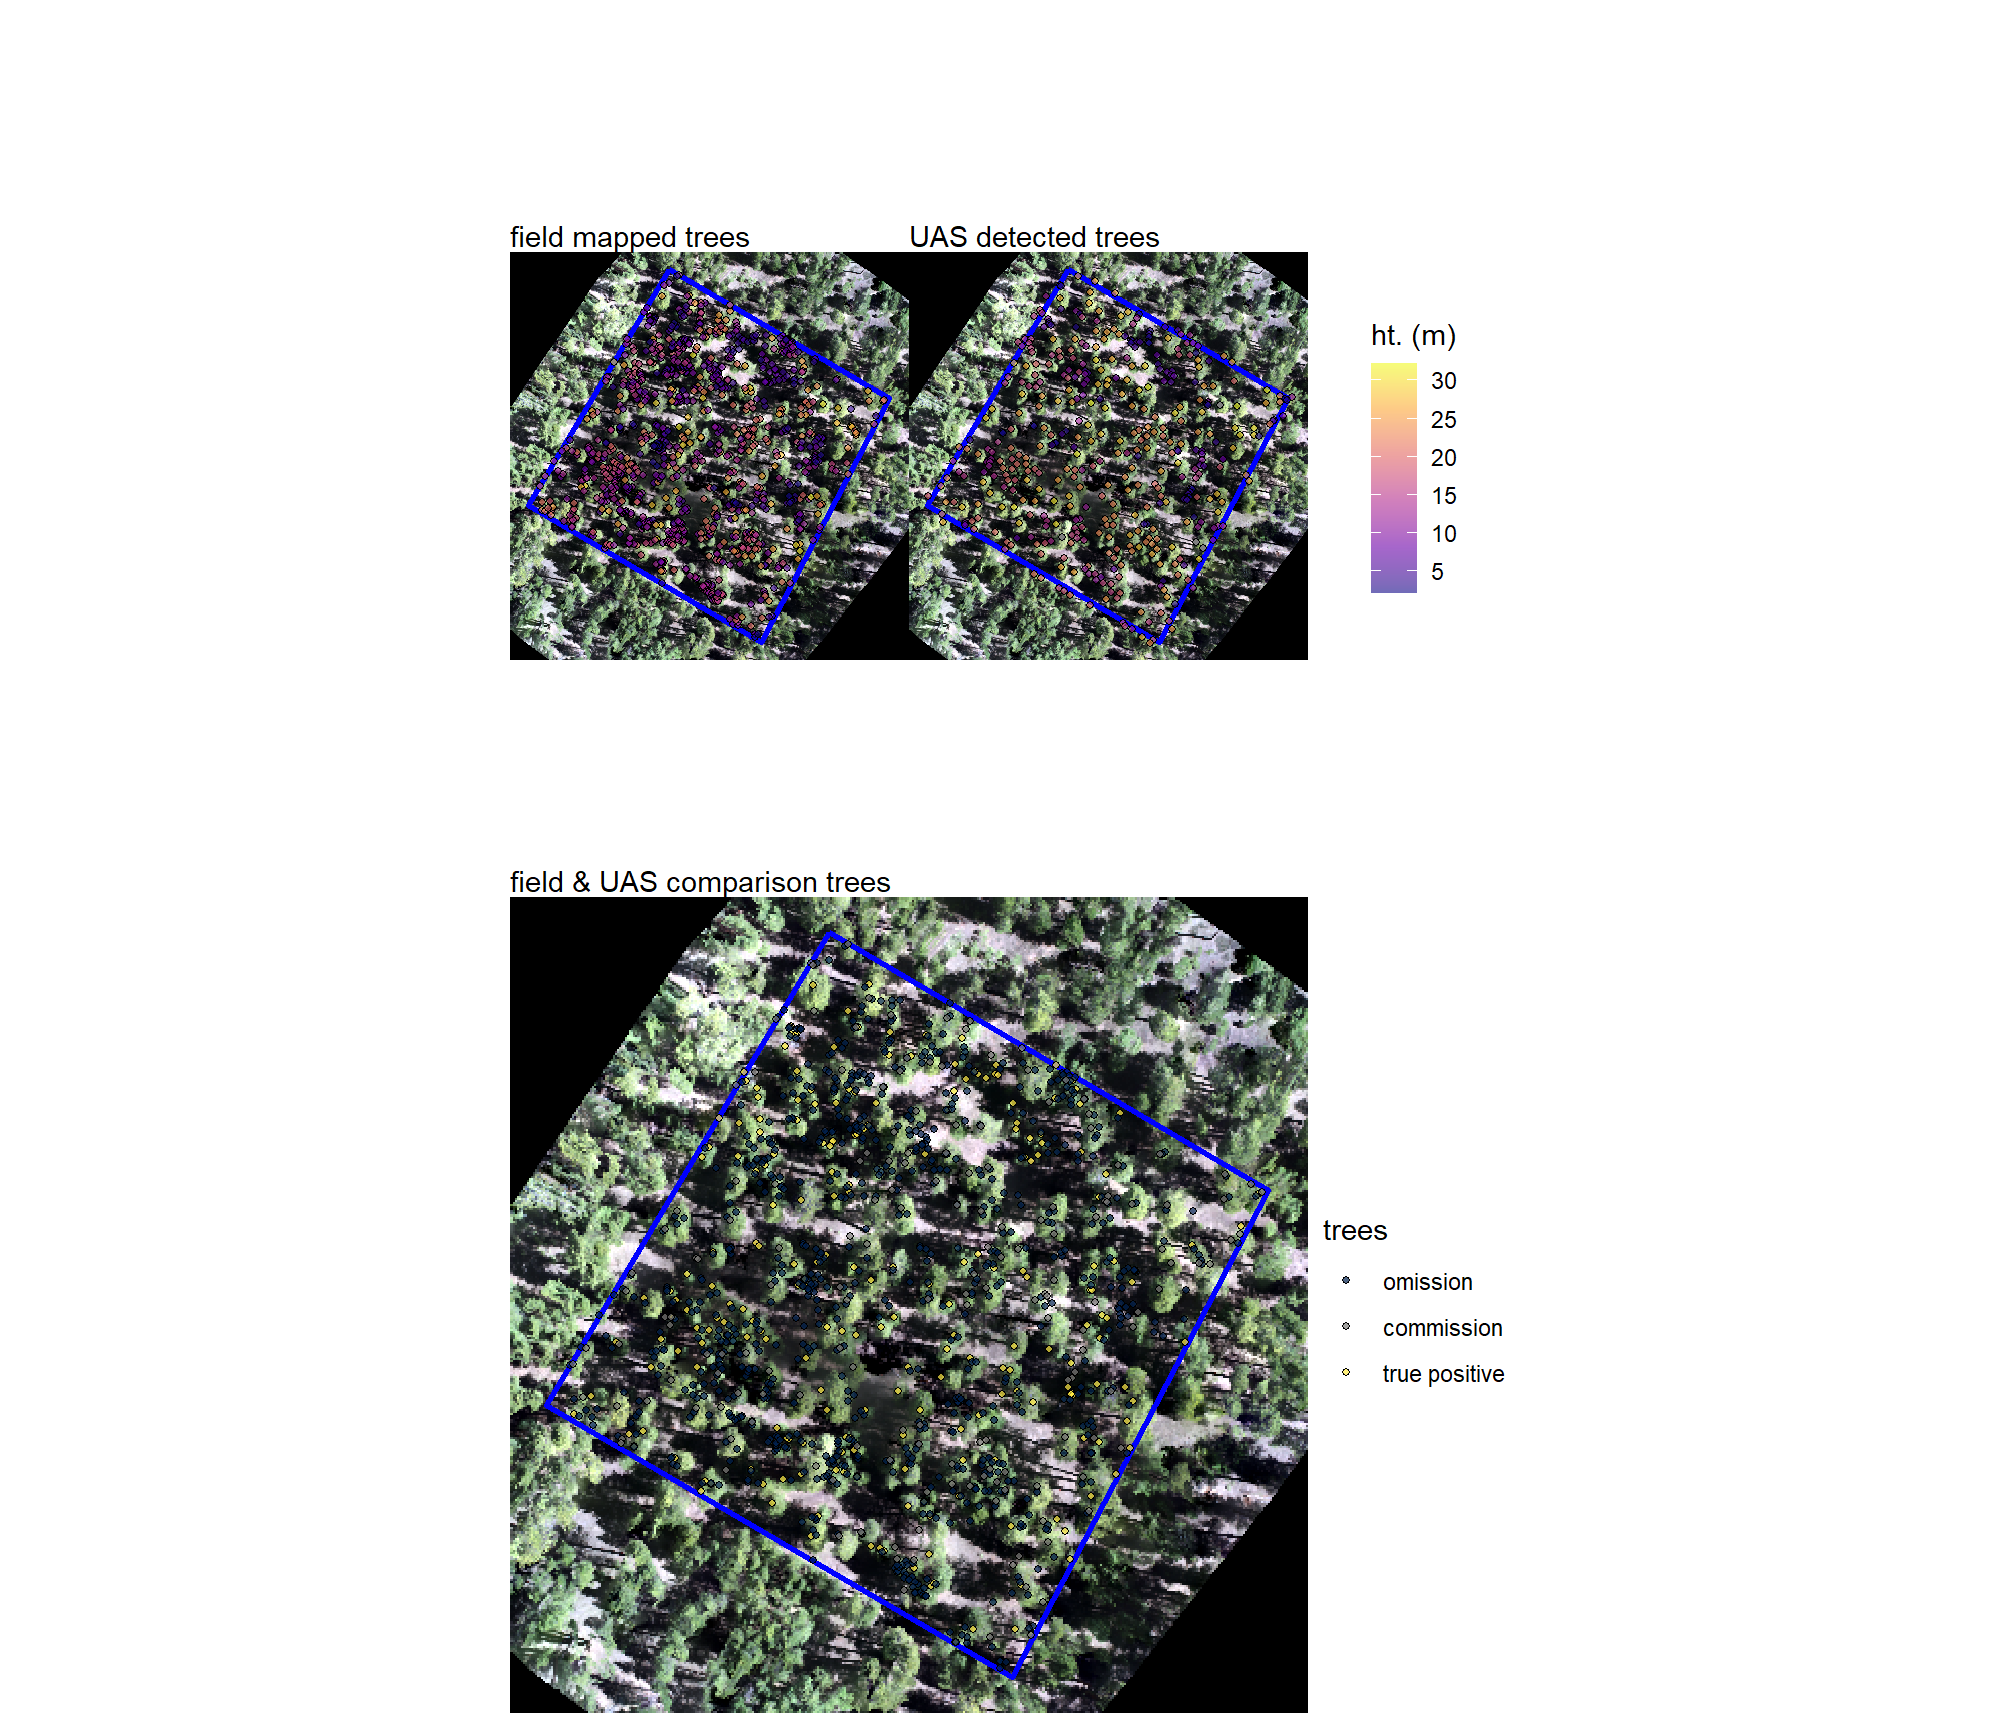 field mapped trees
UAS detected trees
ht. (m)
30
25
20
15
10
5
field & UAS comparison trees
trees
omission
commission
true positive